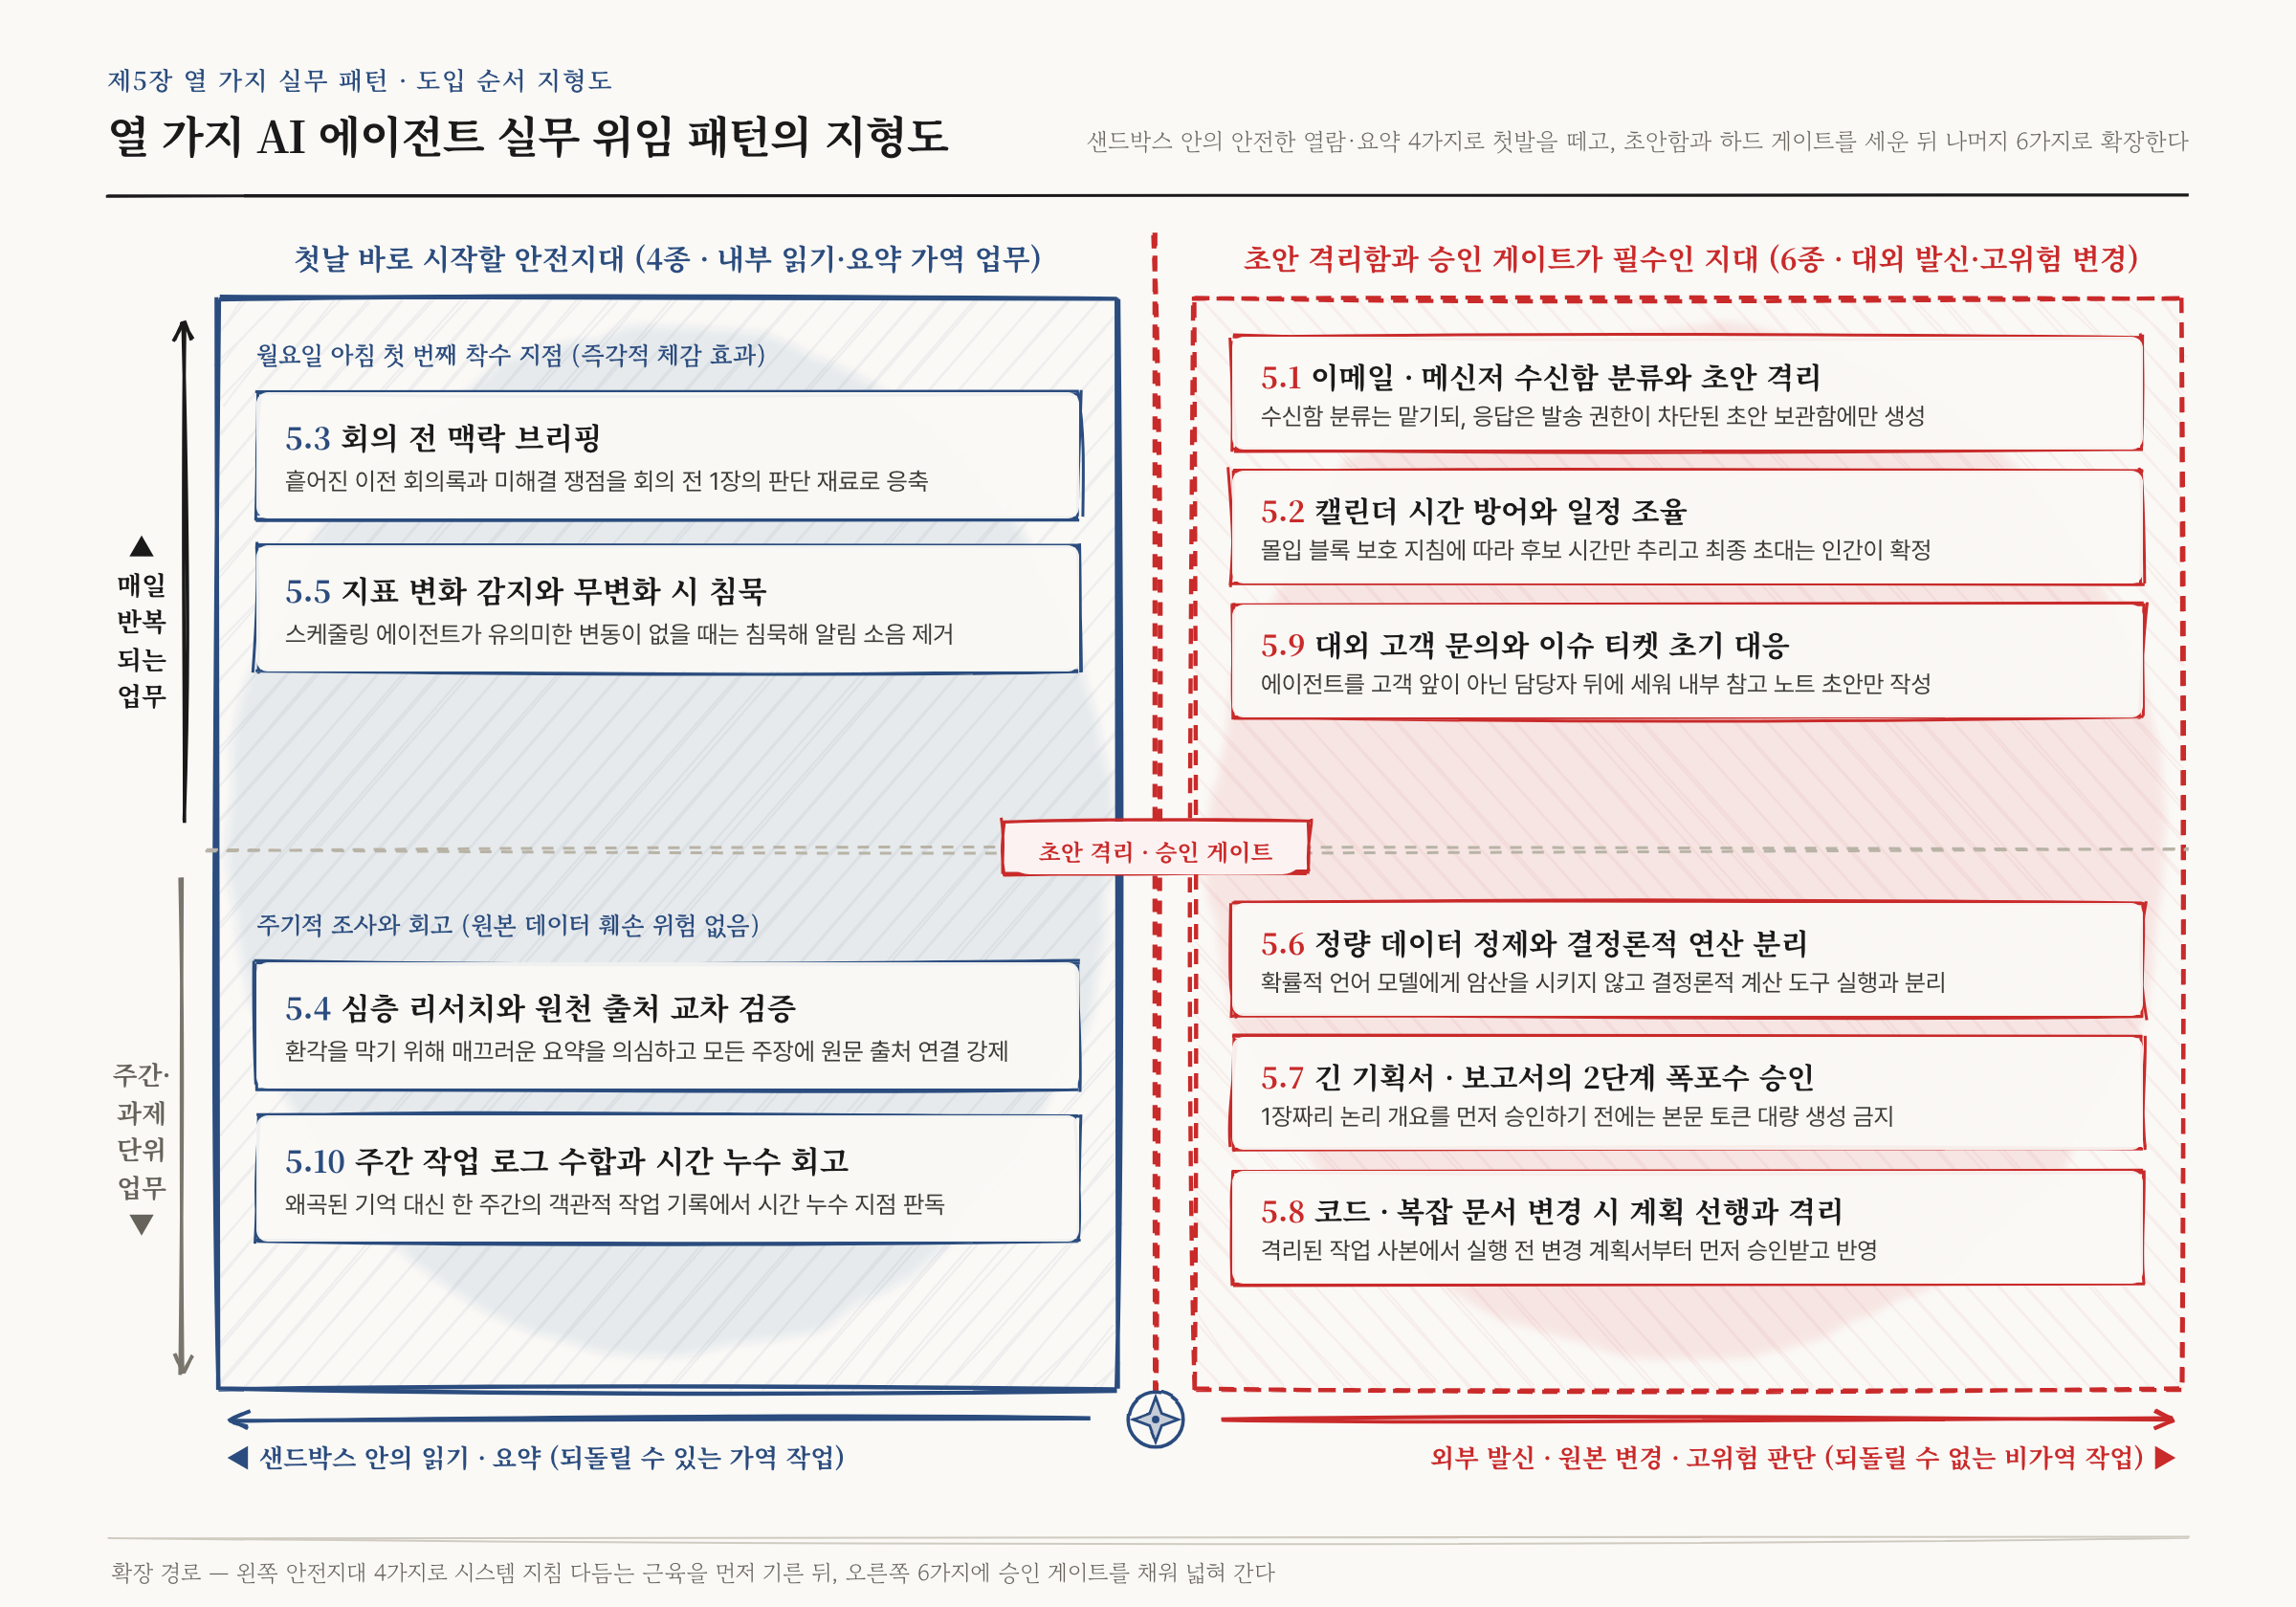 제5장 열 가지 실무 패턴 · 도입 순서 지형도
열 가지 AI 에이전트 실무 위임 패턴의 지형도
샌드박스 안의 안전한 열람·요약 4가지로 첫발을 떼고, 초안함과 하드 게이트를 세운 뒤 나머지 6가지로 확장한다
첫날 바로 시작할 안전지대 (4종 · 내부 읽기·요약 가역 업무)
초안 격리함과 승인 게이트가 필수인 지대 (6종 · 대외 발신·고위험 변경)
▲
매일
반복
되는
업무
월요일 아침 첫 번째 착수 지점 (즉각적 체감 효과)
5.3 회의 전 맥락 브리핑
흩어진 이전 회의록과 미해결 쟁점을 회의 전 1장의 판단 재료로 응축
5.5 지표 변화 감지와 무변화 시 침묵
스케줄링 에이전트가 유의미한 변동이 없을 때는 침묵해 알림 소음 제거
5.1 이메일 · 메신저 수신함 분류와 초안 격리
수신함 분류는 맡기되, 응답은 발송 권한이 차단된 초안 보관함에만 생성
5.2 캘린더 시간 방어와 일정 조율
몰입 블록 보호 지침에 따라 후보 시간만 추리고 최종 초대는 인간이 확정
5.9 대외 고객 문의와 이슈 티켓 초기 대응
에이전트를 고객 앞이 아닌 담당자 뒤에 세워 내부 참고 노트 초안만 작성
초안 격리 · 승인 게이트
주간·
과제
단위
업무
▼
주기적 조사와 회고 (원본 데이터 훼손 위험 없음)
5.4 심층 리서치와 원천 출처 교차 검증
환각을 막기 위해 매끄러운 요약을 의심하고 모든 주장에 원문 출처 연결 강제
5.10 주간 작업 로그 수합과 시간 누수 회고
왜곡된 기억 대신 한 주간의 객관적 작업 기록에서 시간 누수 지점 판독
5.6 정량 데이터 정제와 결정론적 연산 분리
확률적 언어 모델에게 암산을 시키지 않고 결정론적 계산 도구 실행과 분리
5.7 긴 기획서 · 보고서의 2단계 폭포수 승인
1장짜리 논리 개요를 먼저 승인하기 전에는 본문 토큰 대량 생성 금지
5.8 코드 · 복잡 문서 변경 시 계획 선행과 격리
격리된 작업 사본에서 실행 전 변경 계획서부터 먼저 승인받고 반영
◀ 샌드박스 안의 읽기 · 요약 (되돌릴 수 있는 가역 작업)
외부 발신 · 원본 변경 · 고위험 판단 (되돌릴 수 없는 비가역 작업) ▶
확장 경로 — 왼쪽 안전지대 4가지로 시스템 지침 다듬는 근육을 먼저 기른 뒤, 오른쪽 6가지에 승인 게이트를 채워 넓혀 간다